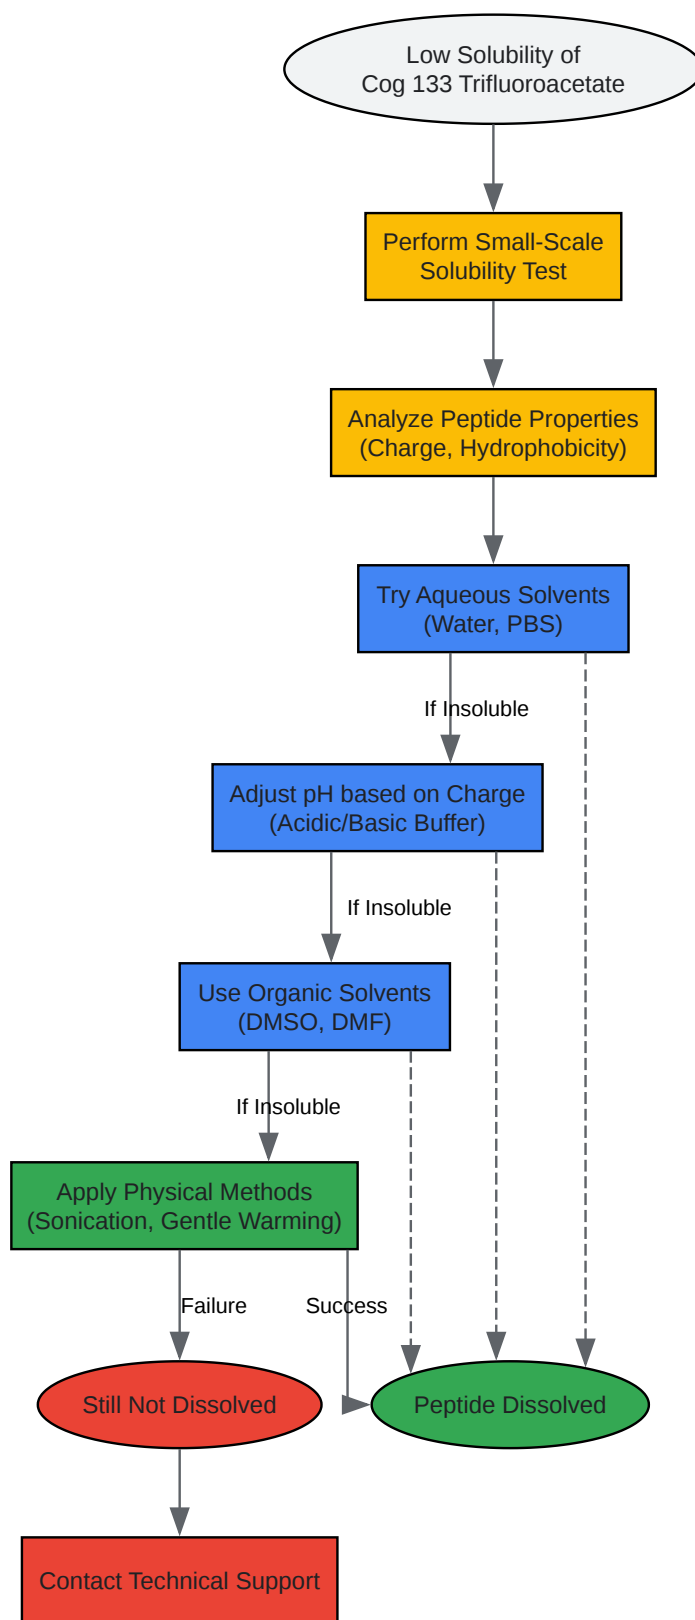 Low Solubility of
Cog 133 Trifluoroacetate
Perform Small-Scale
Solubility Test
Analyze Peptide Properties
(Charge, Hydrophobicity)
Try Aqueous Solvents
(Water, PBS)
If Insoluble
Adjust pH based on Charge
(Acidic/Basic Buffer)
If Insoluble
Use Organic Solvents
(DMSO, DMF)
If Insoluble
Apply Physical Methods
(Sonication, Gentle Warming)
Failure
Success
Still Not Dissolved
Peptide Dissolved
Contact Technical Support